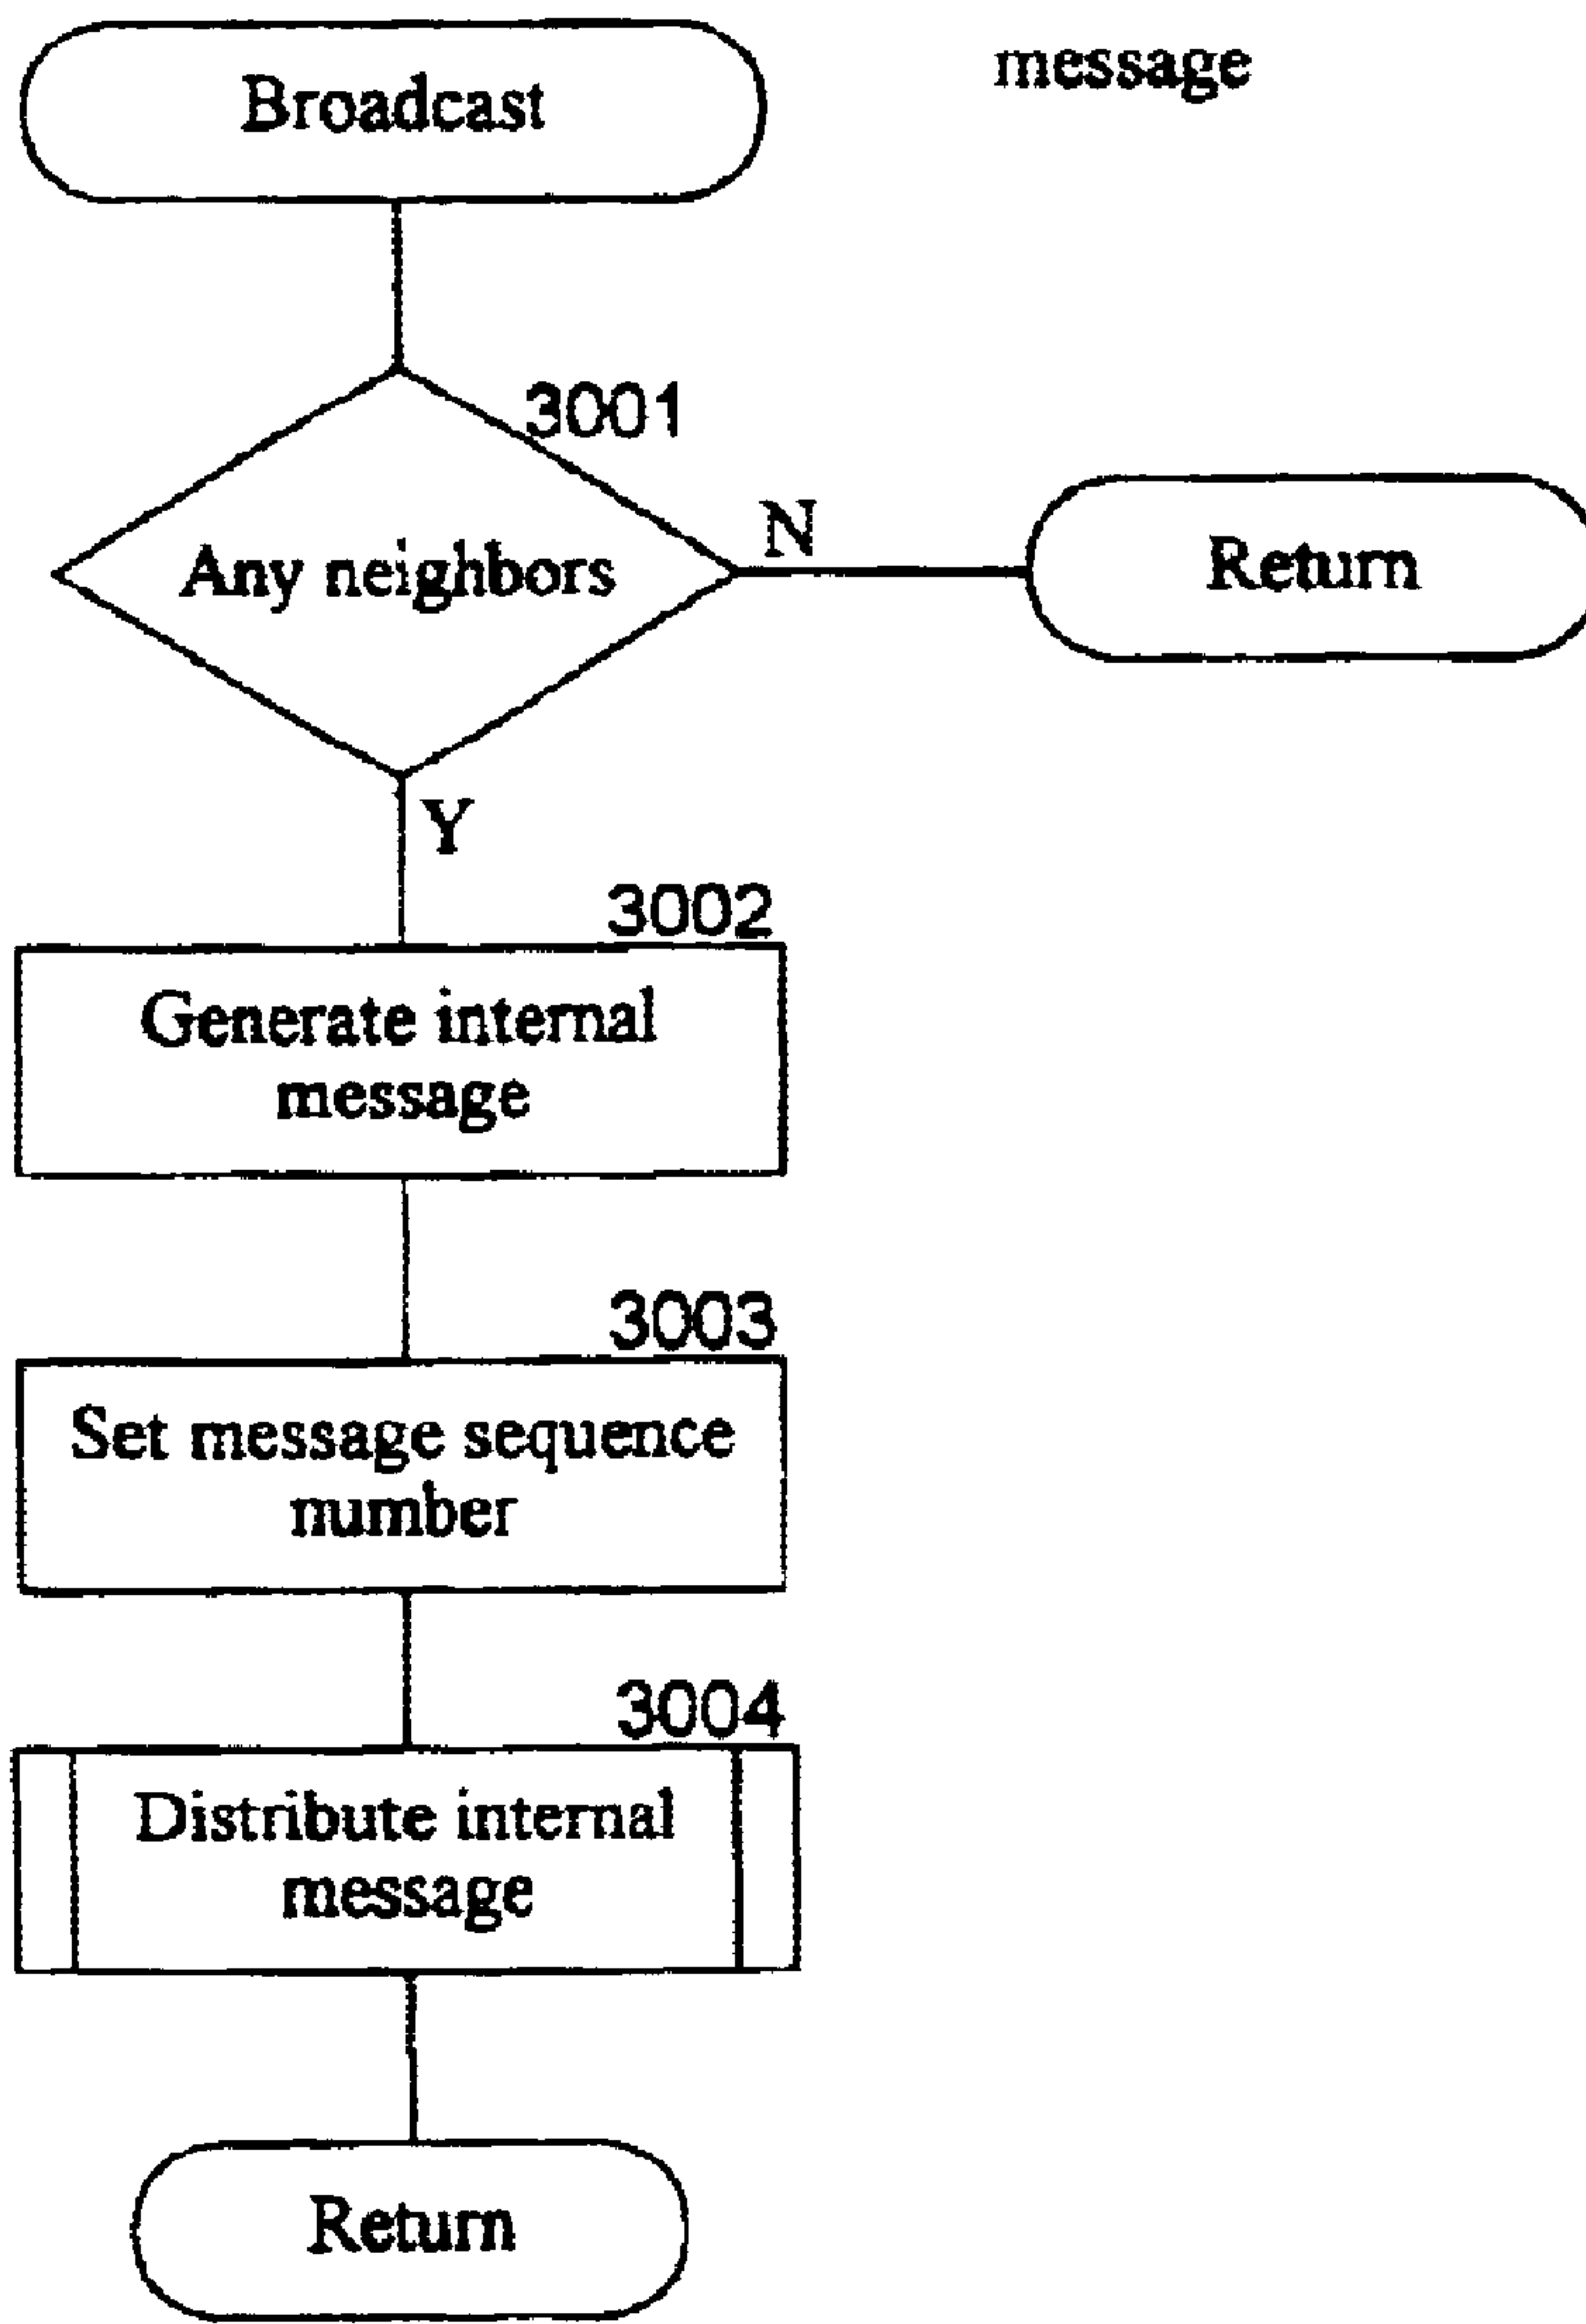 Broadcast
message
3001
Any neighbors
N
Return
Y
3002
Generate internal
message
3003
Set message sequence
number
3004
Distribute internal
message
Return